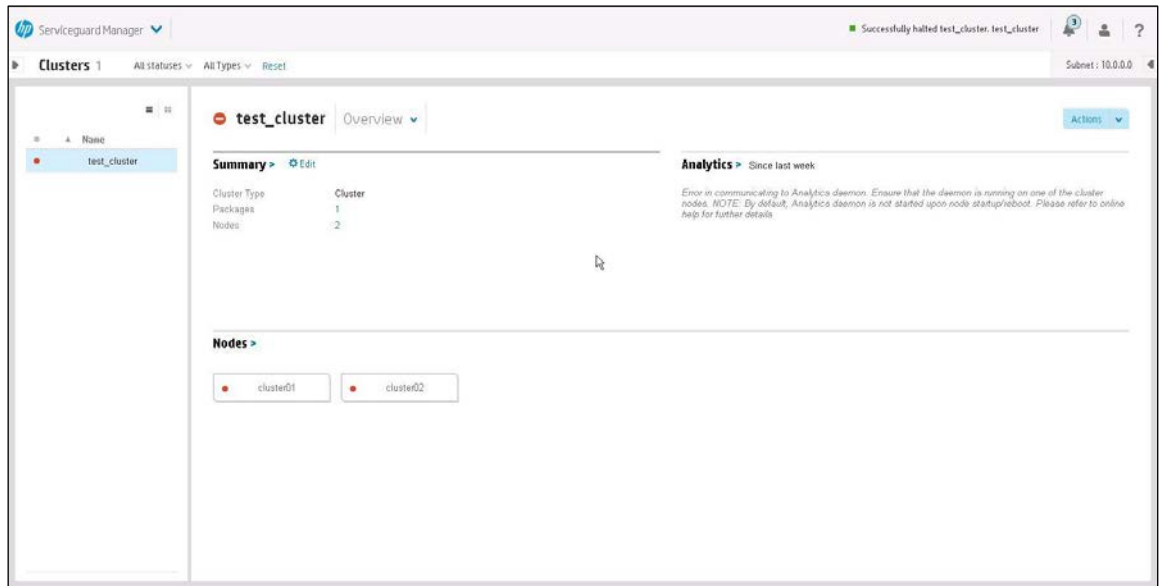 hp Serviceguard Manager
Successfully halted test_cluster. test_cluster
3
?
Clusters 1 All statuses All Types Reset
Subnet : 10.0.0.0
Name
test_cluster
test_cluster Overview
Actions
Summary > Edit
Cluster Type Cluster
Packages 1
Nodes 2
Analytics > Since last week
Error in communicating to Analytics daemon. Ensure that the daemon is running on one of the cluster
nodes. NOTE: By default, Analytics daemon is not started upon node startup/reboot. Please refer to online
help for further details
Nodes >
cluster01 cluster02